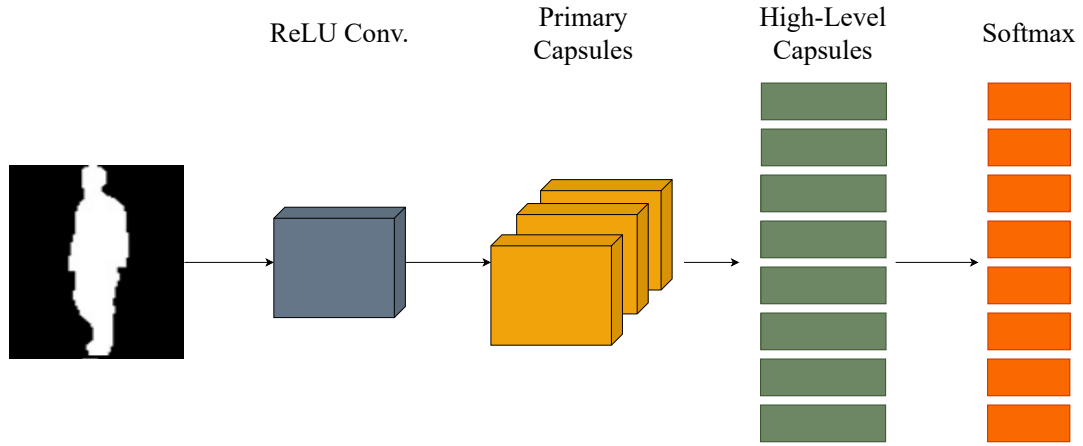 ReLU Conv.
Primary
Capsules
High-Level
Capsules
Softmax